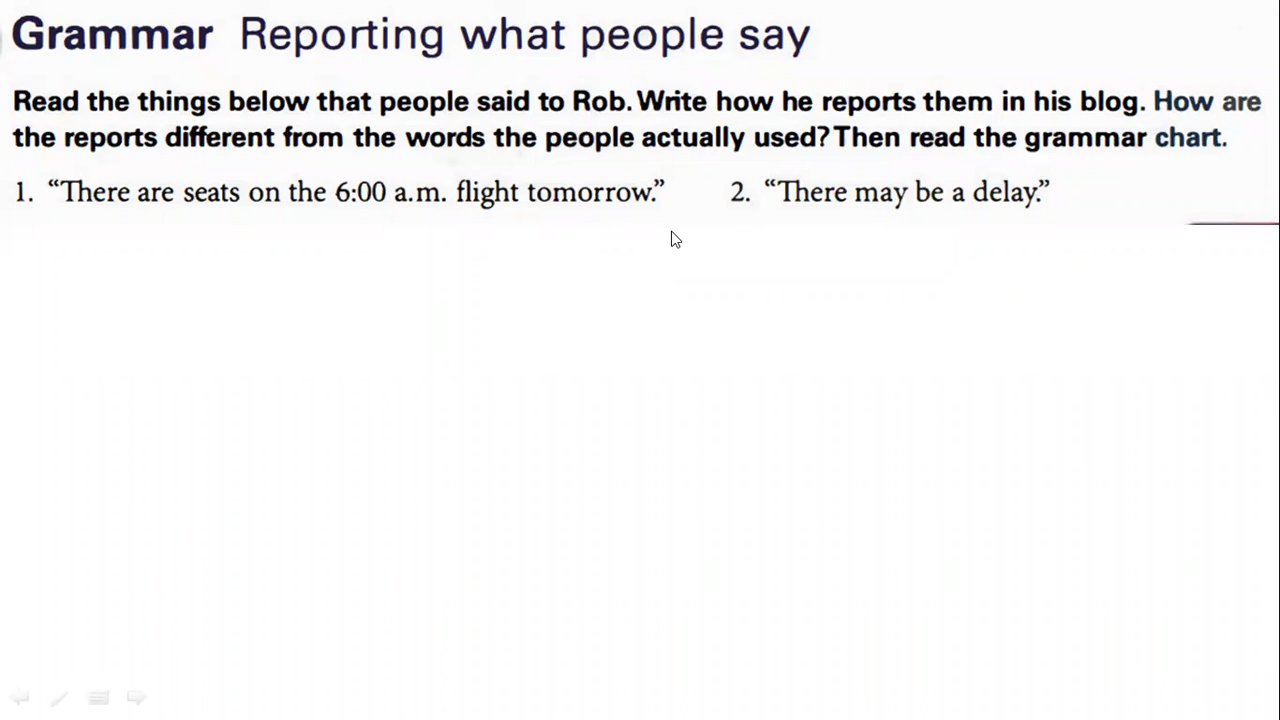 Grammar Reporting what people say
Read the things below that people said to Rob. Write how he reports them in his blog. How are
the reports different from the words the people actually used? Then read the grammar chart.
1. “There are seats on the 6:00 a.m. flight tomorrow.” 2. “There may be a delay.”